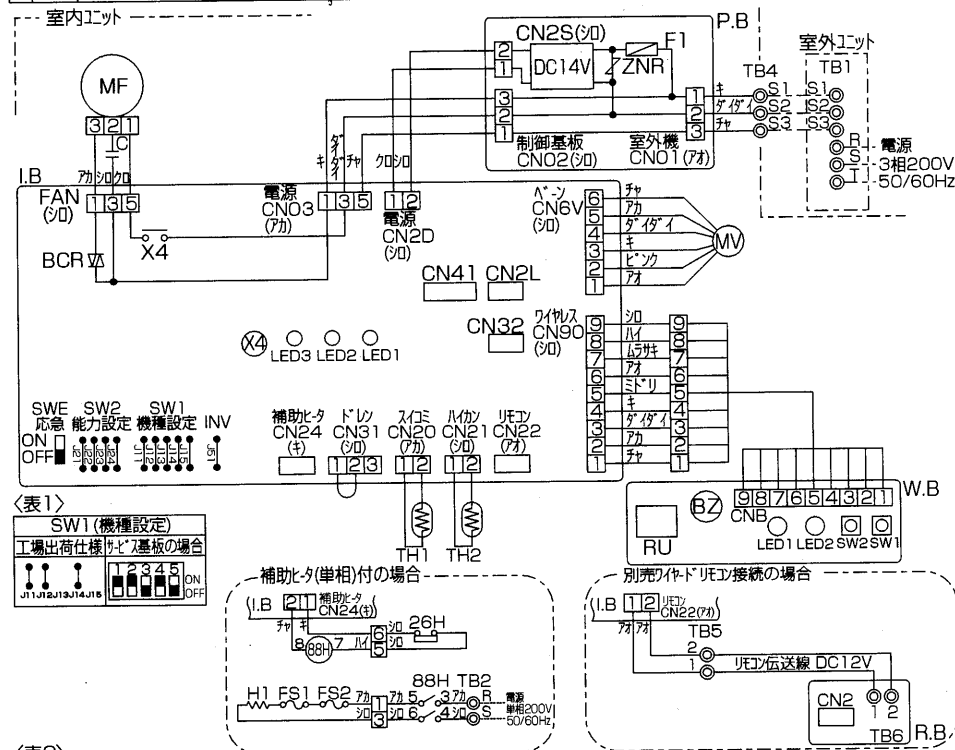 室内ユニット
MF
3 2 1
C
アカ シロ クロ
I.B
FAN
(シロ)
1 3 5
BCR
X4
キ ダイダイ チャ クロ シロ
電源
CN03
(アカ)
1 3 5
1 2
電源
CN2D
(シロ)
P.B
CN2S(シロ)
2
1
DC14V
F1
ZNR
3
2
1
1
2
3
制御基板
CN02(シロ)
室外機
CN01(アオ)
キ
ダイダイ
チャ
TB4
S1
S2
S3
室外ユニット
TB1
S1
S2
S3
R
S
T
電源
3相200V
50/60Hz
ベーン
CN6V
(シロ)
6 チャ
5 アカ
4 ダイダイ
3 キ
2 ピンク
1 アオ
MV
CN41 CN2L
CN32
ワイヤレス
CN90
(シロ)
9 シロ 9
8 ハイ 8
7 ムラサキ 7
6 アオ 6
5 ミドリ 5
4 キ 4
3 ダイダイ 3
2 アカ 2
1 チャ 1
X4
LED3 LED2 LED1
SWE
応急
ON
OFF
SW2
能力設定
J21 J22 J23 J24
SW1
機種設定
J11 J12 J13 J14 J15
INV
J51
補助ヒータ
CN24
(キ)
ドレン
CN31
(シロ)
1 2 3
スイコミ
CN20
(アカ)
1 2
ハイカン
CN21
(シロ)
1 2
リモコン
CN22
(アオ)
TH1
TH2
W.B
BZ
9 8 7 6 5 4 3 2 1
CNB
RU
LED1 LED2 SW2 SW1
〈表1〉
SW1(機種設定)
工場出荷仕様 サービス基板の場合
J11J12J13J14J15
1 2 3 4 5
ON
OFF
補助ヒータ(単相)付の場合
I.B
2 1
補助ヒータ
CN24(キ)
チャ キ
8 88H 7 ハイ
6 シロ
5 シロ
26H
88H TB2
H1 FS1 FS2 アカ 1 アカ 5 3 アカ R
シロ 3 シロ 6 4 シロ S
電源
単相200V
50/60Hz
別売ワイヤードリモコン接続の場合
I.B
1 2
リモコン
CN22(アオ)
アオ アオ
TB5
2
1
リモコン伝送線 DC12V
CN2
1 2
TB6
R.B